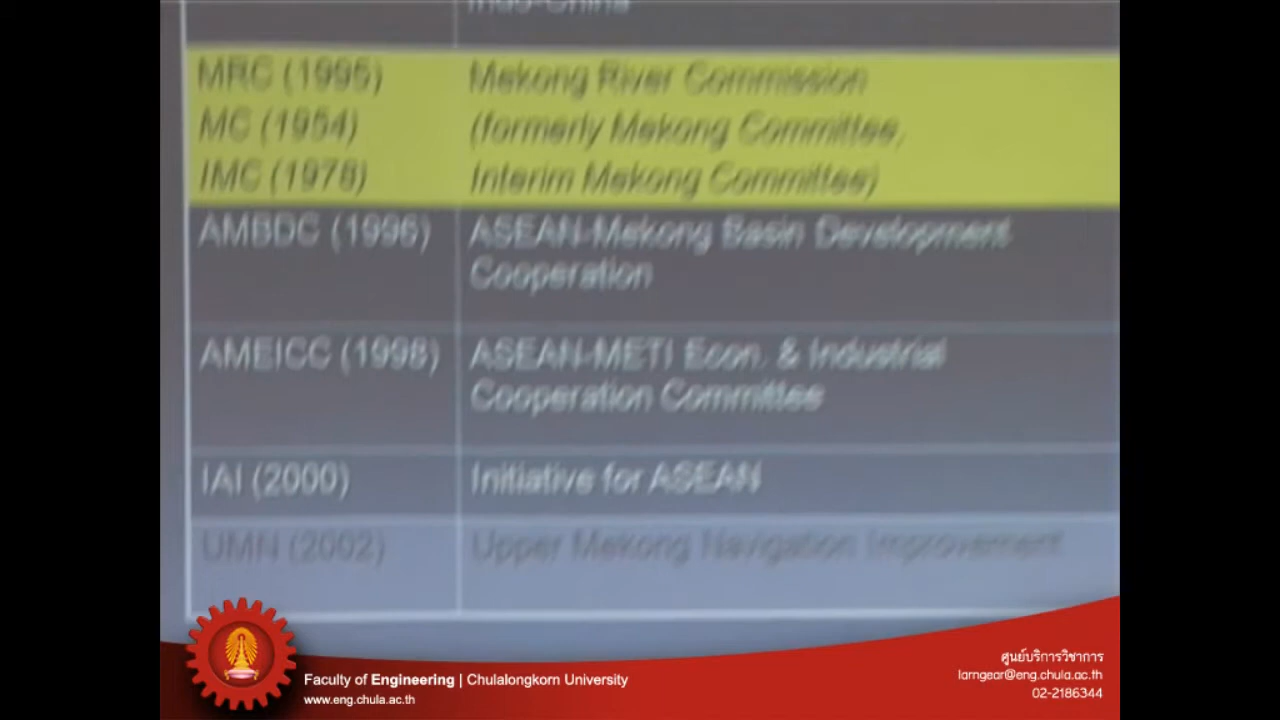 Indo-China
MRC (1995) Mekong River Commission
MC (1954) (formerly Mekong Committee,
IMC (1978) Interim Mekong Committee)
AMBDC (1996) ASEAN-Mekong Basin Development
Cooperation
AMEICC (1998) ASEAN-METI Econ. & Industrial
Cooperation Committee
IAI (2000) Initiative for ASEAN
UMN (2002) Upper Mekong Navigation Improvement
Faculty of Engineering | Chulalongkorn University
www.eng.chula.ac.th
ศูนย์บริการวิชาการ
larngear@eng.chula.ac.th
02-2186344